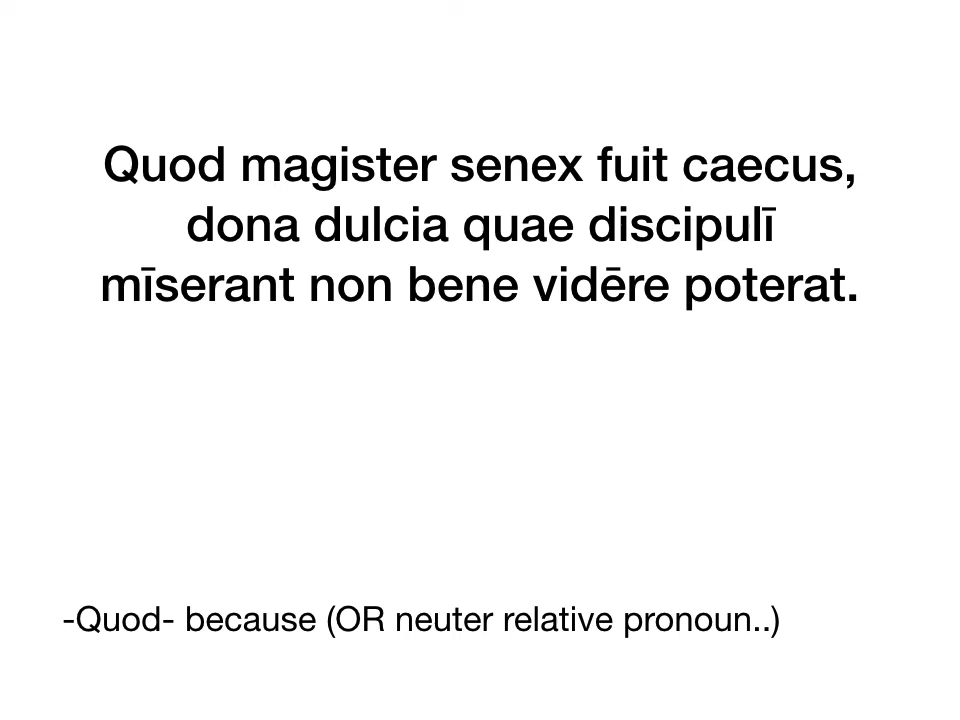 Quod magister senex fuit caecus,
dona dulcia quae discipulī
mīserant non bene vidēre poterat.
-Quod- because (OR neuter relative pronoun..)